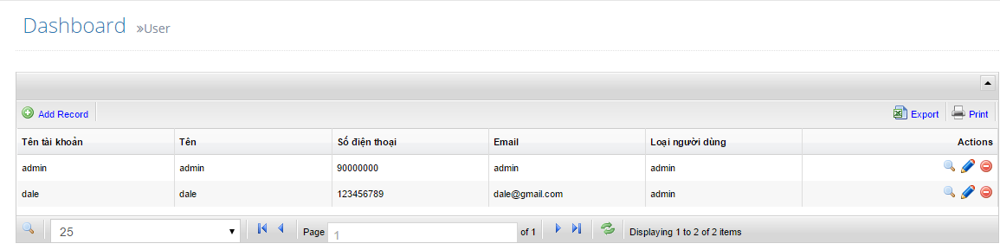 Dashboard »User
Add Record Export Print
Tên tài khoản Tên Số điện thoại Email Loại người dùng Actions
admin admin 90000000 admin admin
dale dale 123456789 dale@gmail.com admin
25 Page 1 of 1 Displaying 1 to 2 of 2 items